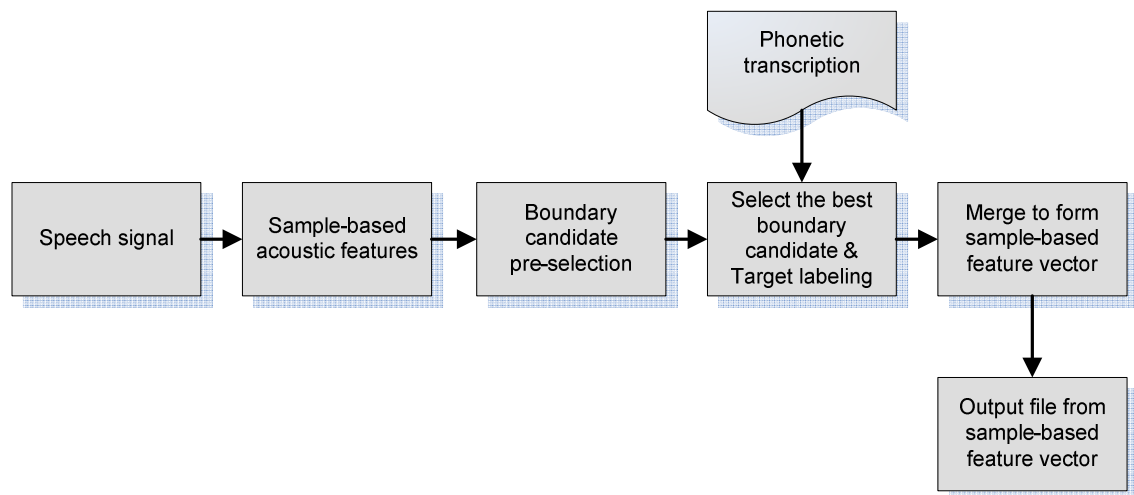 Phonetic
transcription
Speech signal
Sample-based
acoustic features
Boundary
candidate
pre-selection
Select the best
boundary
candidate &
Target labeling
Merge to form
sample-based
feature vector
Output file from
sample-based
feature vector